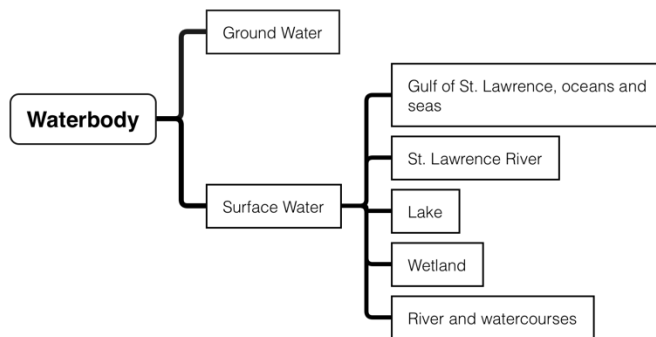 Waterbody
Ground Water
Surface Water
Gulf of St. Lawrence, oceans and
seas
St. Lawrence River
Lake
Wetland
River and watercourses